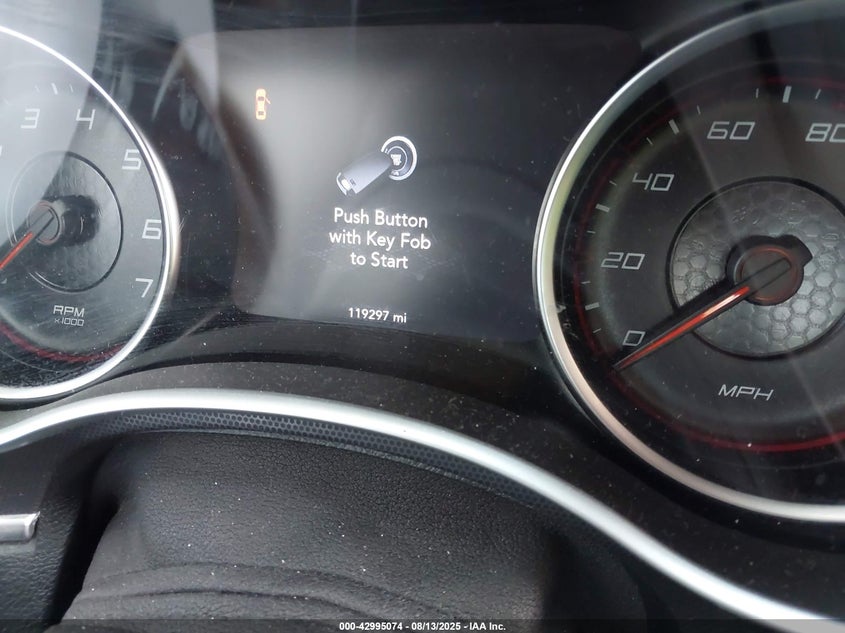 3 4
5
6
7
RPM
x1000
Push Button
with Key Fob
to Start
119297 mi
0
20
40
60
80
MPH
000-42995074 - 08/13/2025 - IAA Inc.